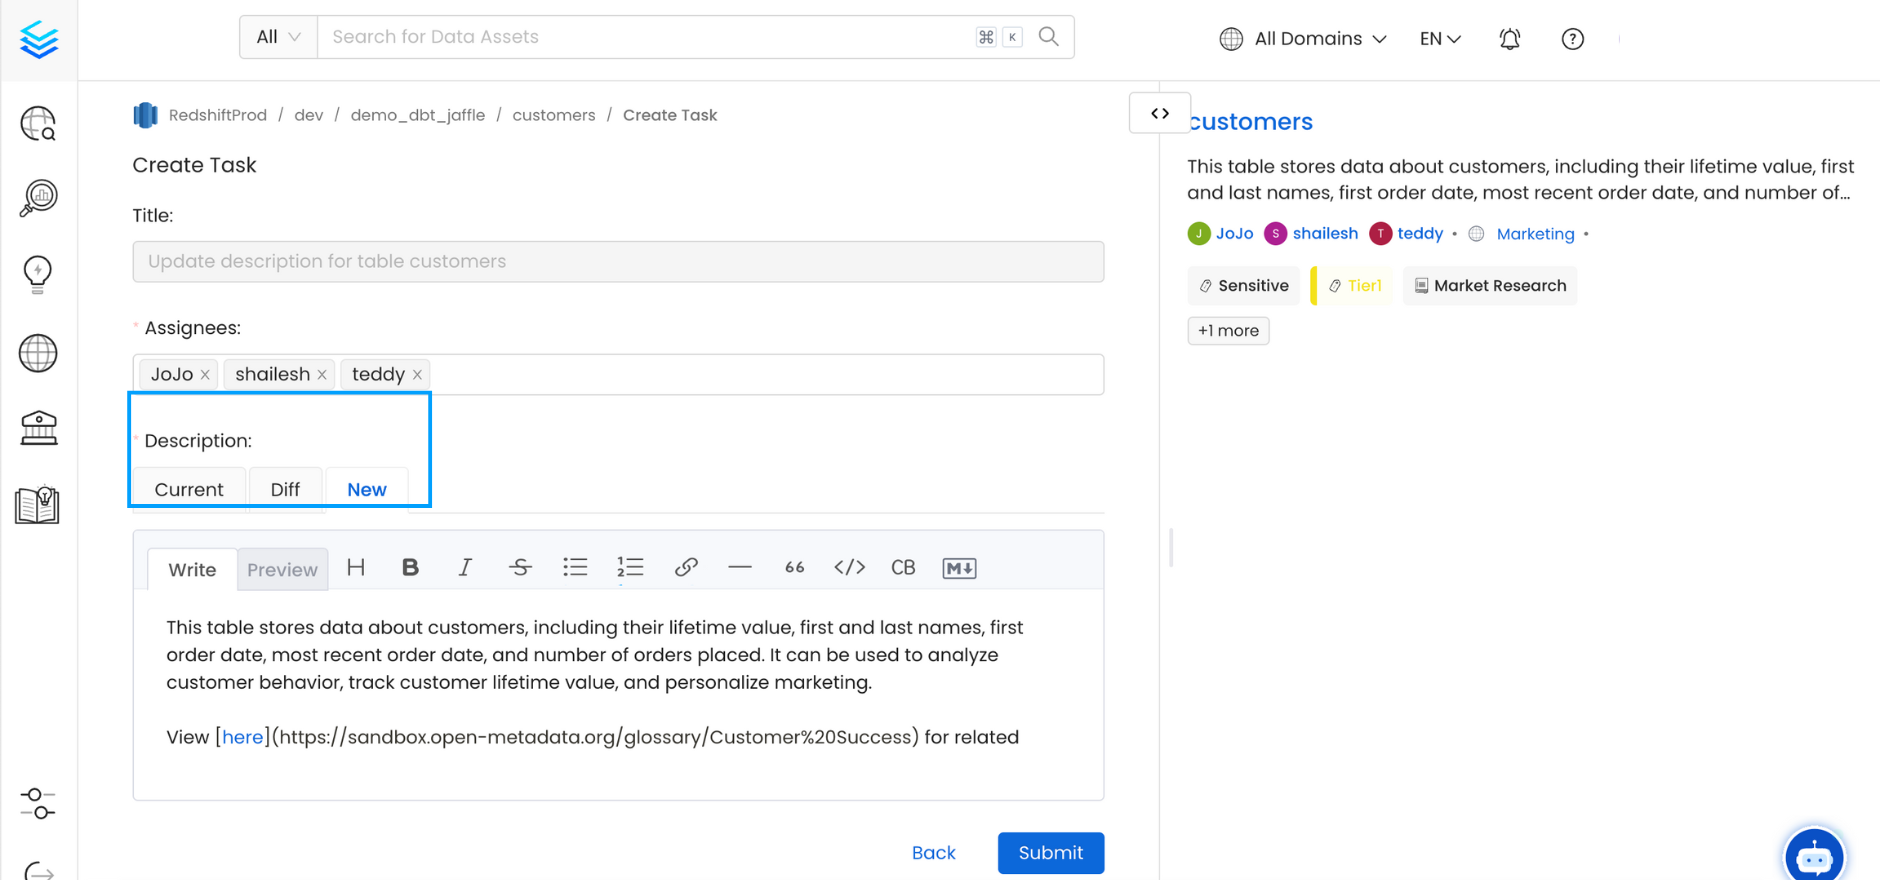 All Search for Data Assets ⌘ K All Domains EN
RedshiftProd / dev / demo_dbt_jaffle / customers / Create Task
Create Task
Title:
Update description for table customers
* Assignees:
JoJo × shailesh × teddy ×
* Description:
Current Diff New
Write Preview H B I S 66 </> CB M↓
This table stores data about customers, including their lifetime value, first and last names, first
order date, most recent order date, and number of orders placed. It can be used to analyze
customer behavior, track customer lifetime value, and personalize marketing.
View [here](https://sandbox.open-metadata.org/glossary/Customer%20Success) for related
Back Submit
<> customers
This table stores data about customers, including their lifetime value, first
and last names, first order date, most recent order date, and number of...
J JoJo S shailesh T teddy • Marketing •
Sensitive Tier1 Market Research
+1 more